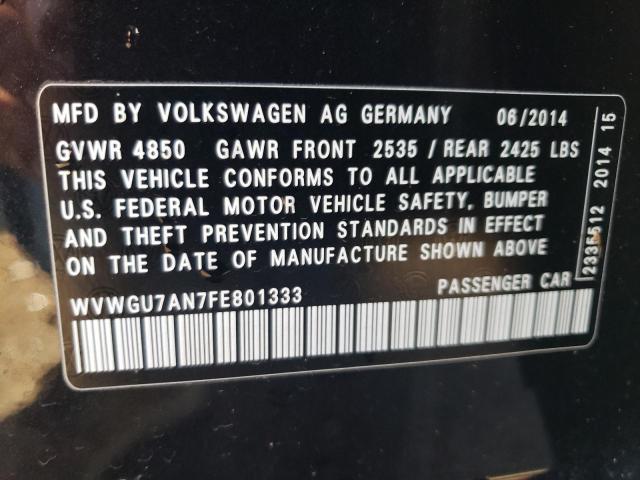 MFD BY VOLKSWAGEN AG GERMANY 06/2014
GVWR 4850 GAWR FRONT 2535 / REAR 2425 LBS
THIS VEHICLE CONFORMS TO ALL APPLICABLE
U.S. FEDERAL MOTOR VEHICLE SAFETY, BUMPER
AND THEFT PREVENTION STANDARDS IN EFFECT
ON THE DATE OF MANUFACTURE SHOWN ABOVE
WVWGU7AN7FE801333 PASSENGER CAR
2335512 2014 15